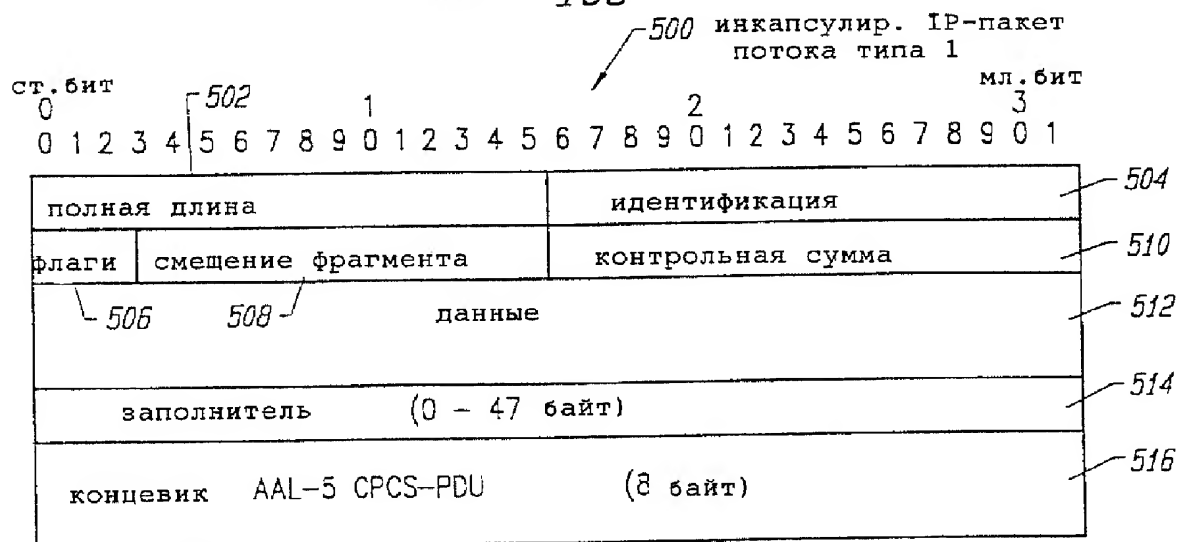 500 инкапсулир. IP-пакет
потока типа 1
ст.бит мл.бит
0 502 1 2 3
0 1 2 3 4 5 6 7 8 9 0 1 2 3 4 5 6 7 8 9 0 1 2 3 4 5 6 7 8 9 0 1
полная длина идентификация 504
флаги смещение фрагмента контрольная сумма 510
506 508 данные 512
заполнитель (0 - 47 байт) 514
концевик AAL-5 CPCS-PDU (8 байт) 516